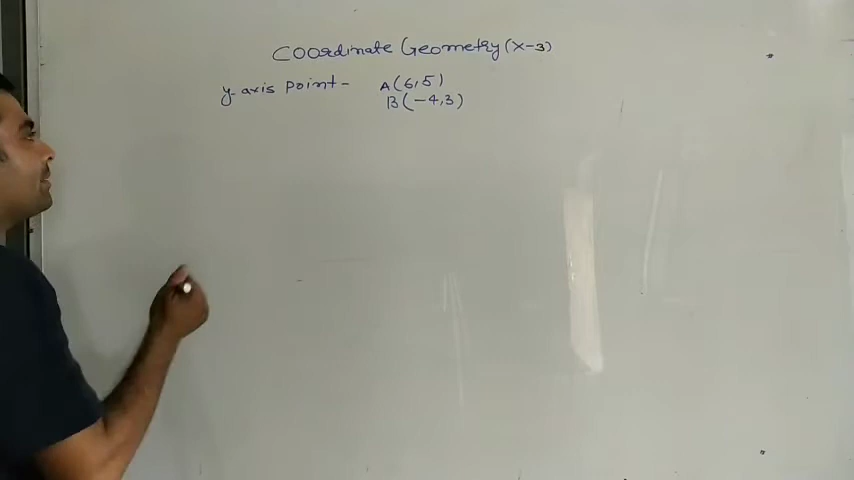 Coordinate Geometry (X-3)
y-axis point- A(6,5)
B(-4,3)